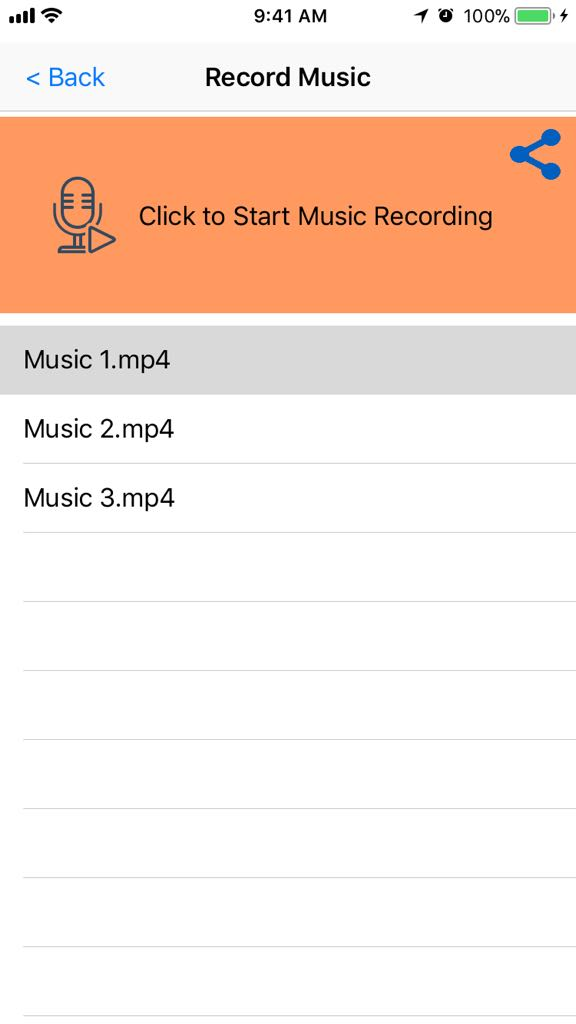 9:41 AM
100%
< Back
Record Music
Click to Start Music Recording
Music 1.mp4
Music 2.mp4
Music 3.mp4